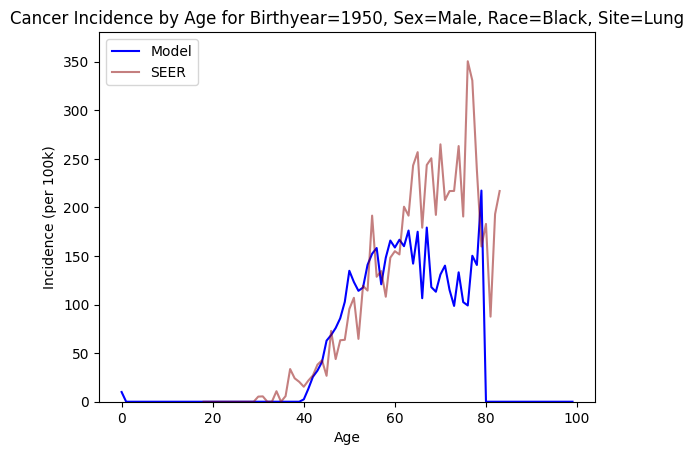 Cancer Incidence by Age for Birthyear=1950, Sex=Male, Race=Black, Site=Lung
Model
SEER
Incidence (per 100k)
350
300
250
200
150
100
50
0
0 20 40 60 80 100
Age